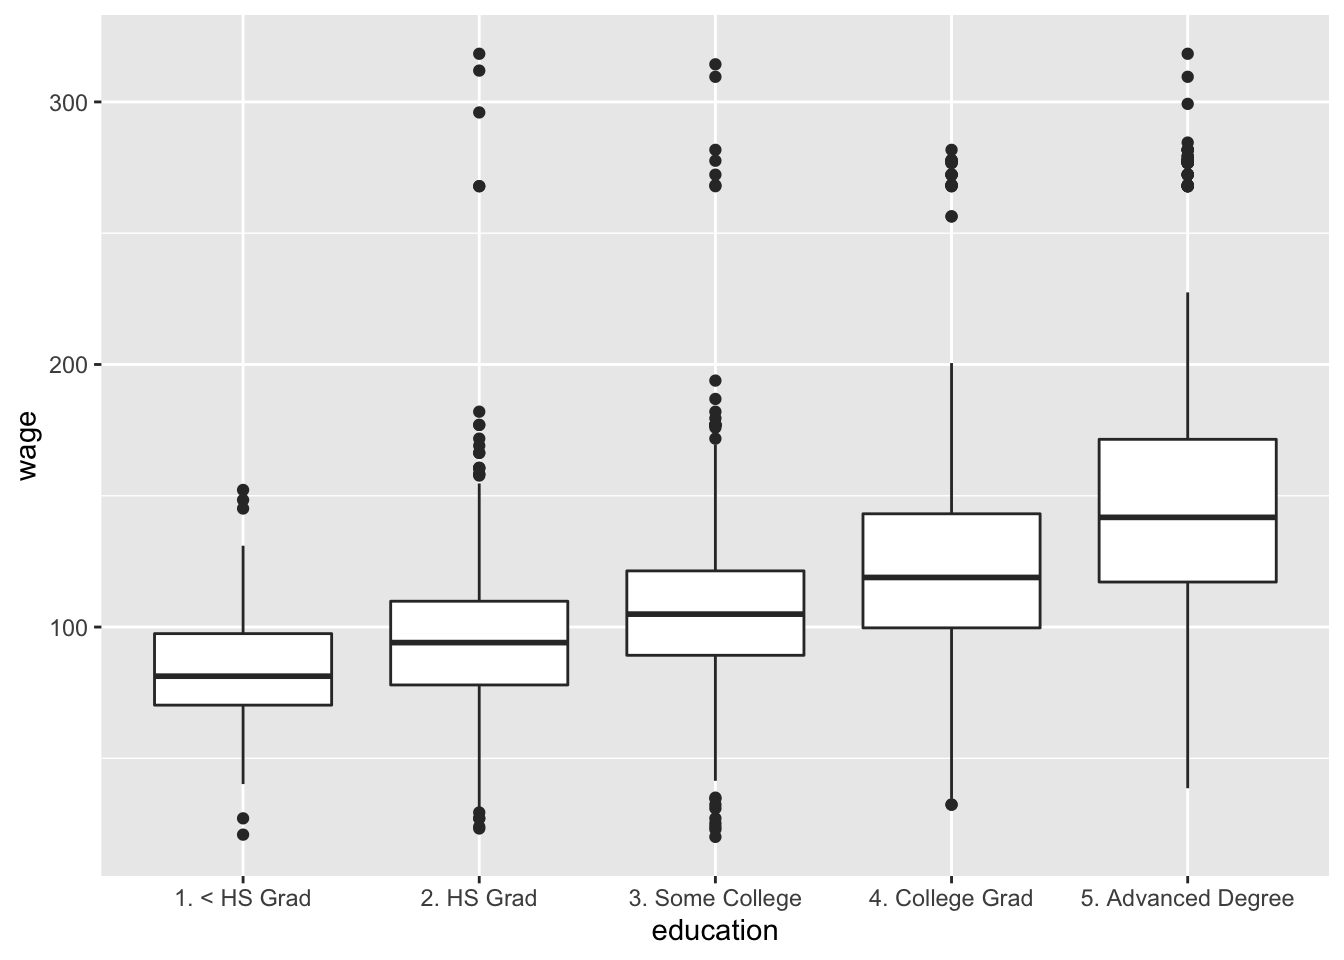 300
200
100
wage
1. < HS Grad
2. HS Grad
3. Some College
4. College Grad
5. Advanced Degree
education